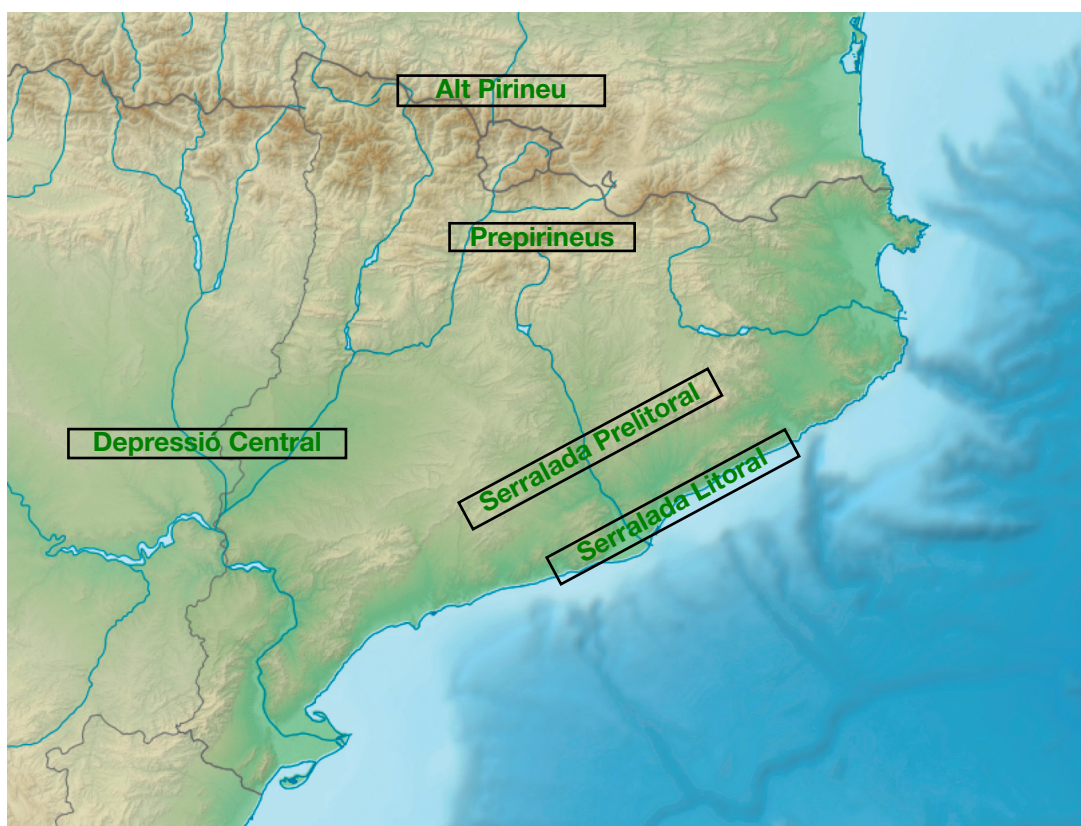 Alt Pirineu
Prepirineus
Serralada Prelitoral
Depressió Central
Serralada Litoral